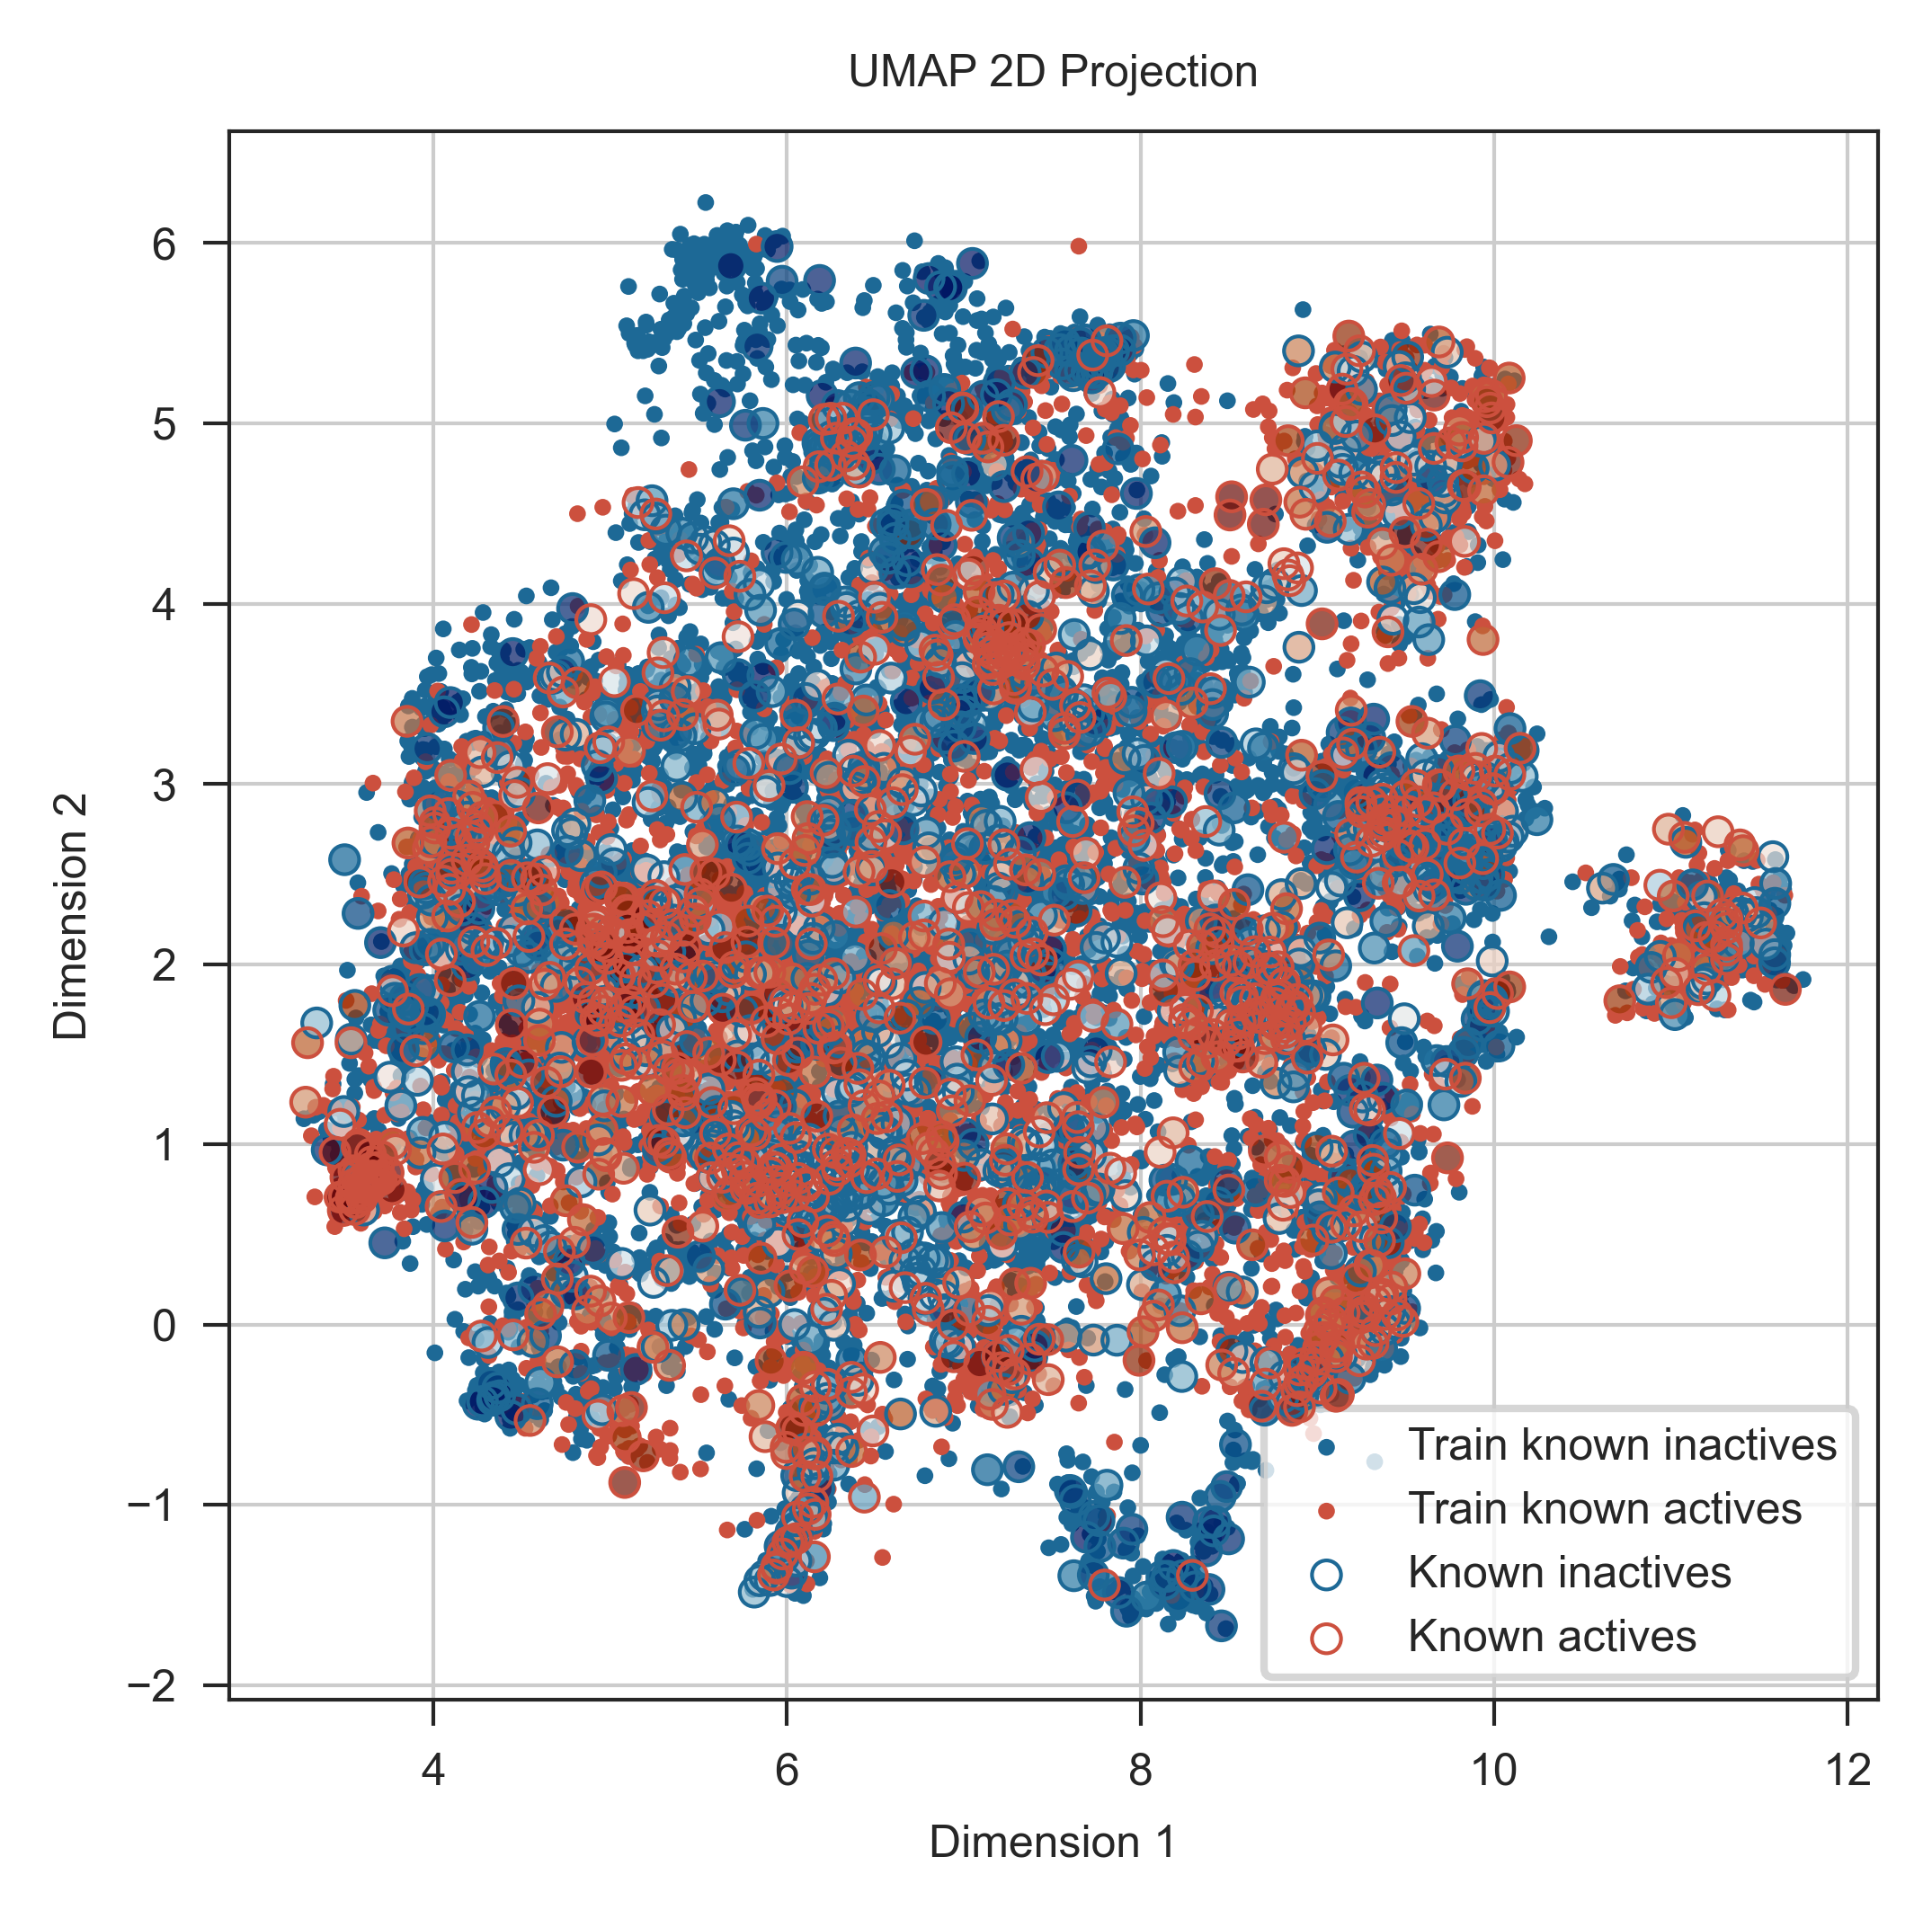 UMAP 2D Projection
6
5
4
3
2
1
0
−1
−2
Dimension 2
4
6
8
10
12
Dimension 1
Train known inactives
Train known actives
Known inactives
Known actives